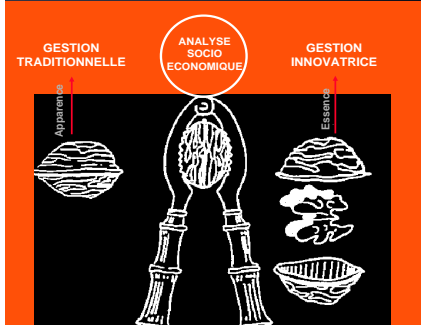 GESTION
TRADITIONNELLE
ANALYSE
SOCIO
ECONOMIQUE
GESTION
INNOVATRICE
Apparence
Essence